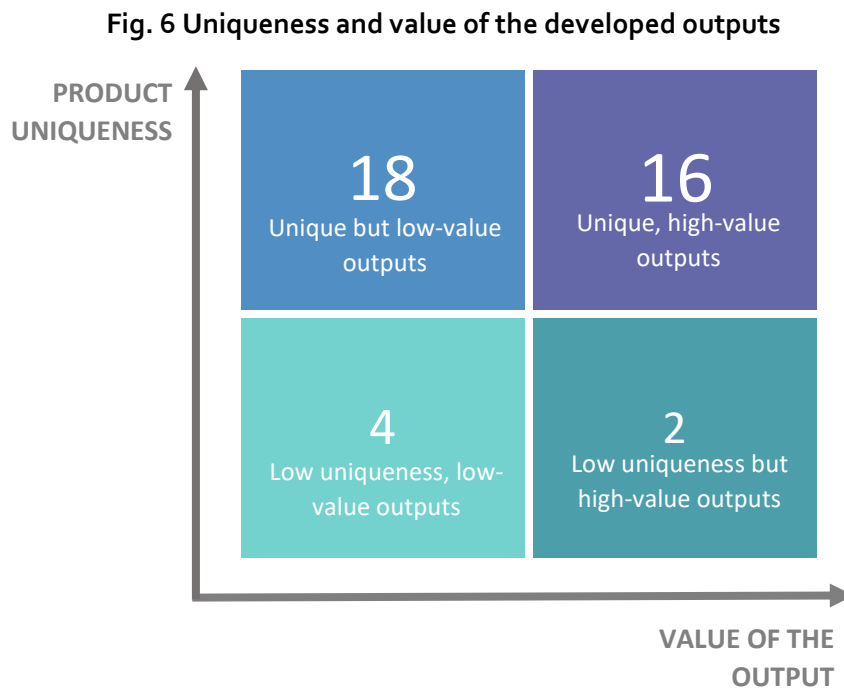 Fig. 6 Uniqueness and value of the developed outputs
PRODUCT
UNIQUENESS
18
Unique but low-value
outputs
16
Unique, high-value
outputs
4
Low uniqueness, low-
value outputs
2
Low uniqueness but
high-value outputs
VALUE OF THE
OUTPUT